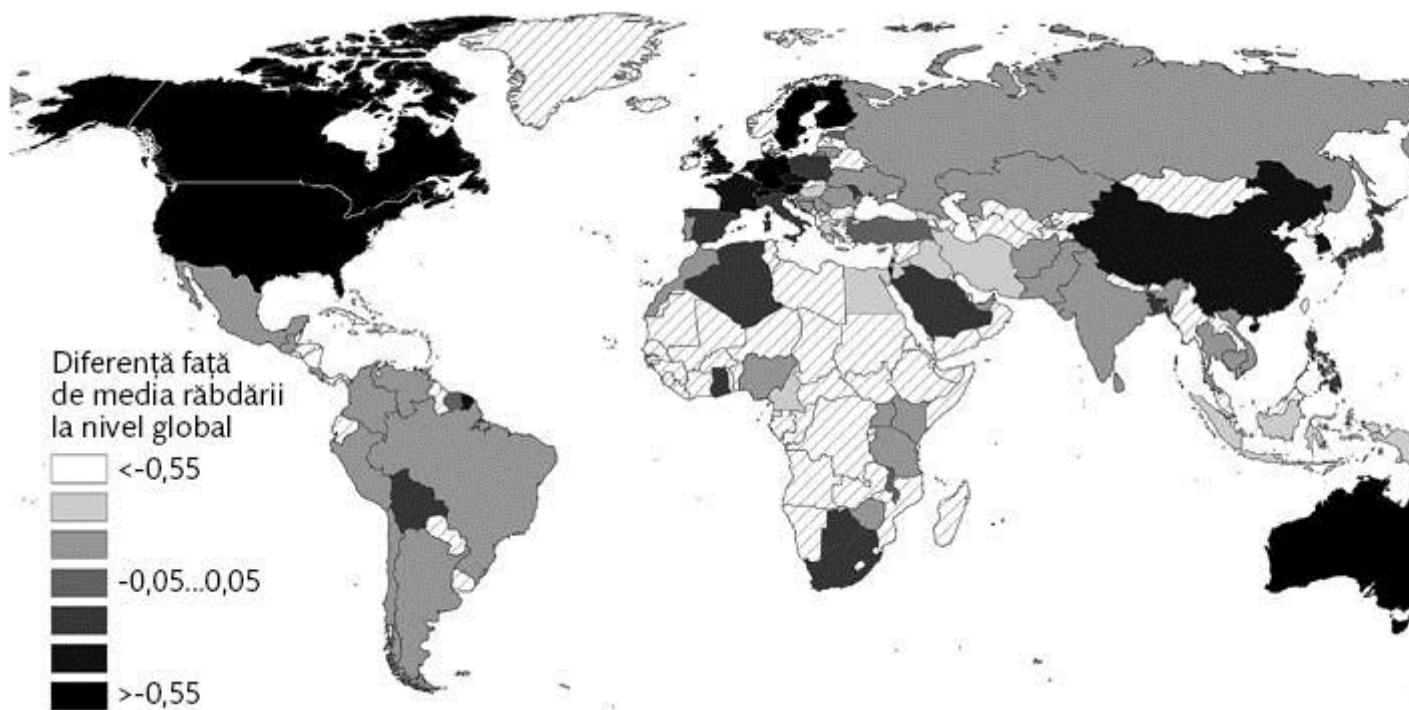 Diferență față
de media răbdării
la nivel global
<-0,55
-0,05...0,05
>-0,55